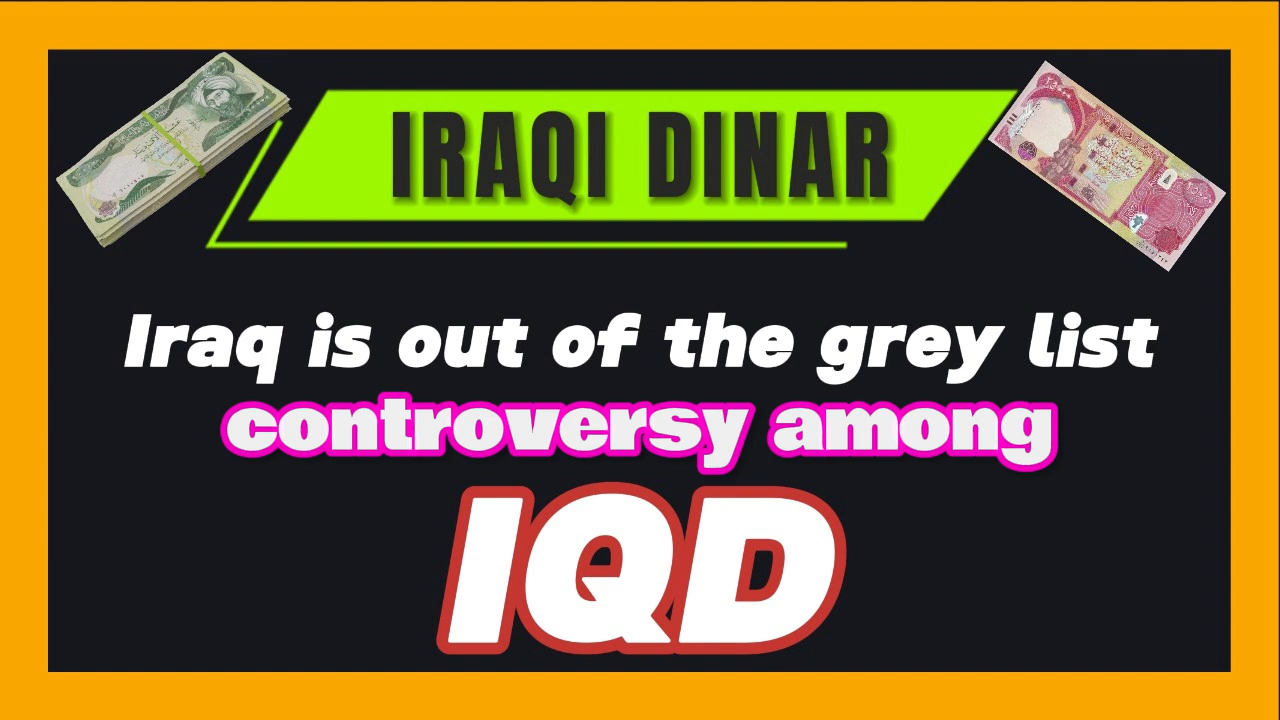 IRAQI DINAR
Iraq is out of the grey list
controversy among
IQD